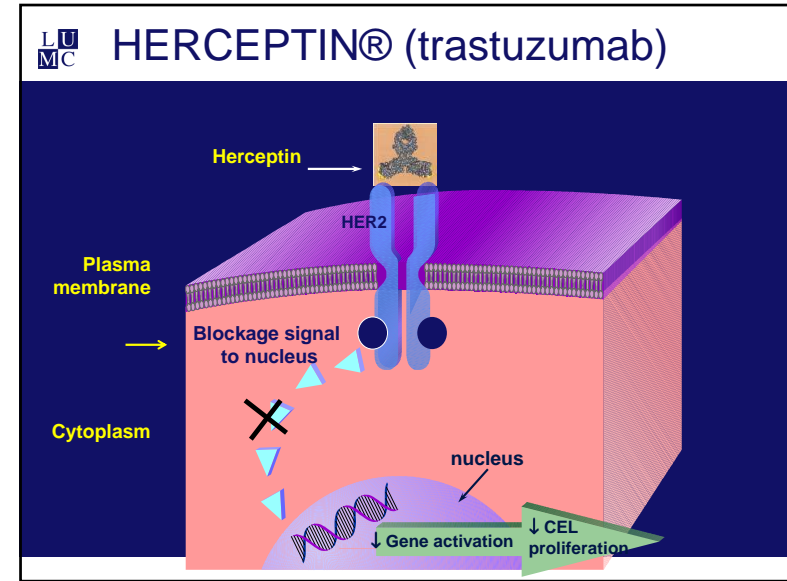 L U
M C
HERCEPTIN® (trastuzumab)
Herceptin
HER2
Plasma
membrane
Blockage signal
to nucleus
Cytoplasm
nucleus
↓ Gene activation
↓ CEL
proliferation